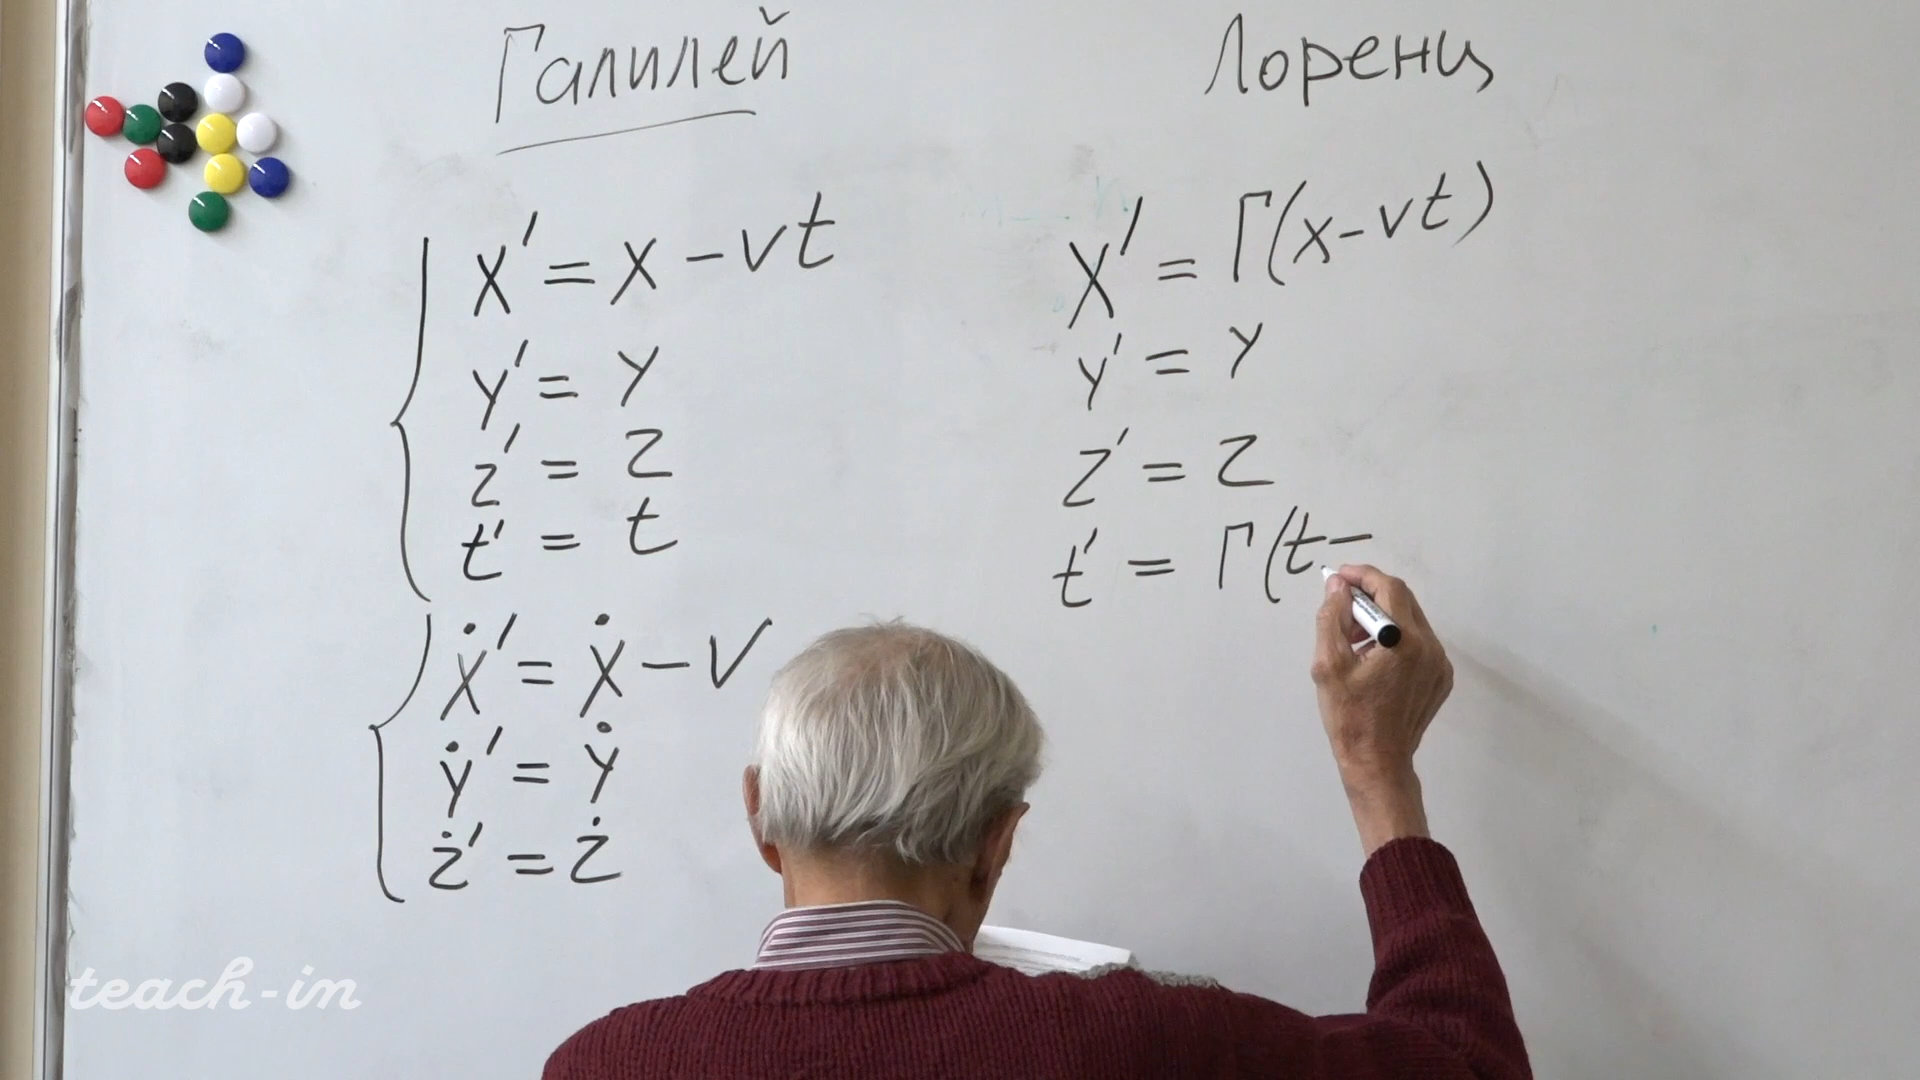 Галилей
x' = x - vt
y' = y
z' = z
t' = t
ẋ' = ẋ - v
ẏ' = ẏ
ż' = ż
Лоренц
x' = Γ(x - vt)
y' = y
z' = z
t' = Γ(t -
teach-in